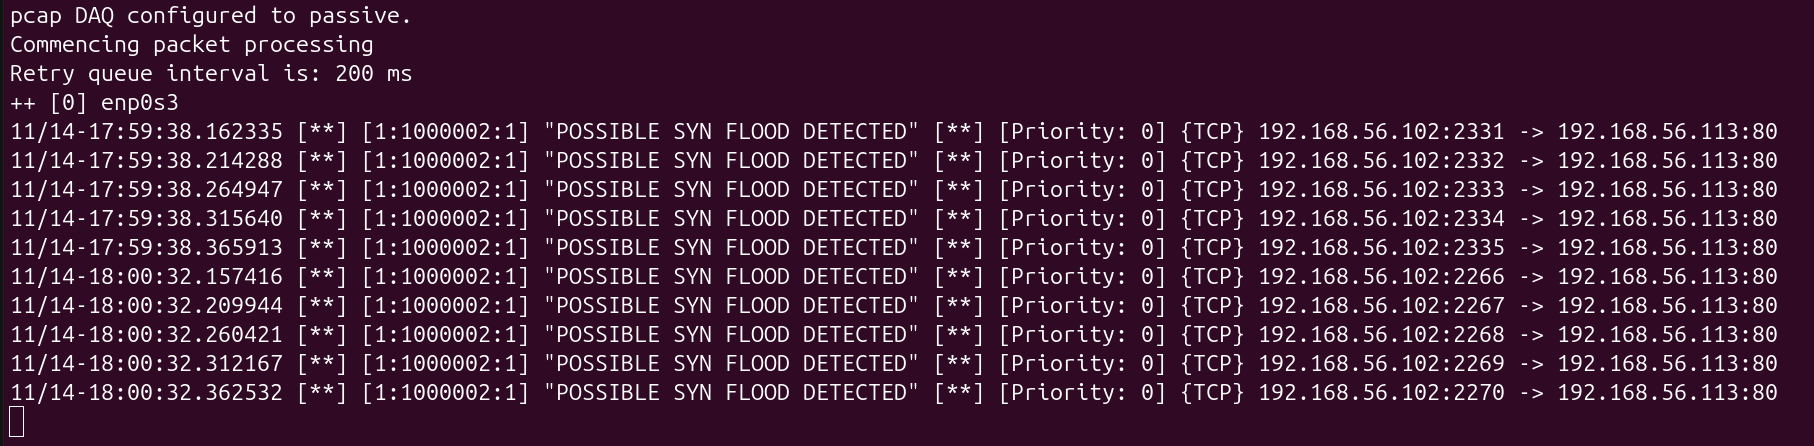 pcap DAQ configured to passive.
Commencing packet processing
Retry queue interval is: 200 ms
++ [0] enp0s3
11/14-17:59:38.162335 [**] [1:1000002:1] "POSSIBLE SYN FLOOD DETECTED" [**] [Priority: 0] {TCP} 192.168.56.102:2331 -> 192.168.56.113:80
11/14-17:59:38.214288 [**] [1:1000002:1] "POSSIBLE SYN FLOOD DETECTED" [**] [Priority: 0] {TCP} 192.168.56.102:2332 -> 192.168.56.113:80
11/14-17:59:38.264947 [**] [1:1000002:1] "POSSIBLE SYN FLOOD DETECTED" [**] [Priority: 0] {TCP} 192.168.56.102:2333 -> 192.168.56.113:80
11/14-17:59:38.315640 [**] [1:1000002:1] "POSSIBLE SYN FLOOD DETECTED" [**] [Priority: 0] {TCP} 192.168.56.102:2334 -> 192.168.56.113:80
11/14-17:59:38.365913 [**] [1:1000002:1] "POSSIBLE SYN FLOOD DETECTED" [**] [Priority: 0] {TCP} 192.168.56.102:2335 -> 192.168.56.113:80
11/14-18:00:32.157416 [**] [1:1000002:1] "POSSIBLE SYN FLOOD DETECTED" [**] [Priority: 0] {TCP} 192.168.56.102:2266 -> 192.168.56.113:80
11/14-18:00:32.209944 [**] [1:1000002:1] "POSSIBLE SYN FLOOD DETECTED" [**] [Priority: 0] {TCP} 192.168.56.102:2267 -> 192.168.56.113:80
11/14-18:00:32.260421 [**] [1:1000002:1] "POSSIBLE SYN FLOOD DETECTED" [**] [Priority: 0] {TCP} 192.168.56.102:2268 -> 192.168.56.113:80
11/14-18:00:32.312167 [**] [1:1000002:1] "POSSIBLE SYN FLOOD DETECTED" [**] [Priority: 0] {TCP} 192.168.56.102:2269 -> 192.168.56.113:80
11/14-18:00:32.362532 [**] [1:1000002:1] "POSSIBLE SYN FLOOD DETECTED" [**] [Priority: 0] {TCP} 192.168.56.102:2270 -> 192.168.56.113:80